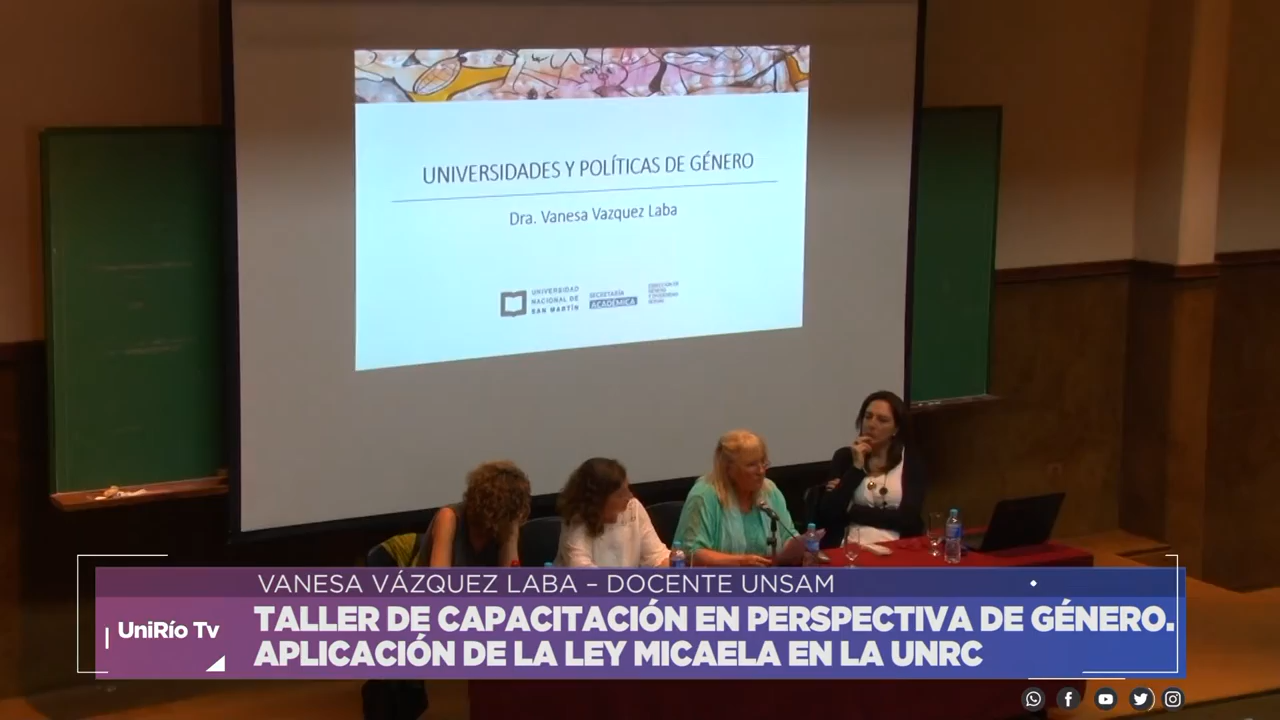 UNIVERSIDADES Y POLÍTICAS DE GÉNERO
Dra. Vanesa Vazquez Laba
UNIVERSIDAD
NACIONAL DE
SAN MARTÍN
SECRETARÍA
ACADÉMICA
VANESA VÁZQUEZ LABA – DOCENTE UNSAM
UniRío Tv
TALLER DE CAPACITACIÓN EN PERSPECTIVA DE GÉNERO.
APLICACIÓN DE LA LEY MICAELA EN LA UNRC